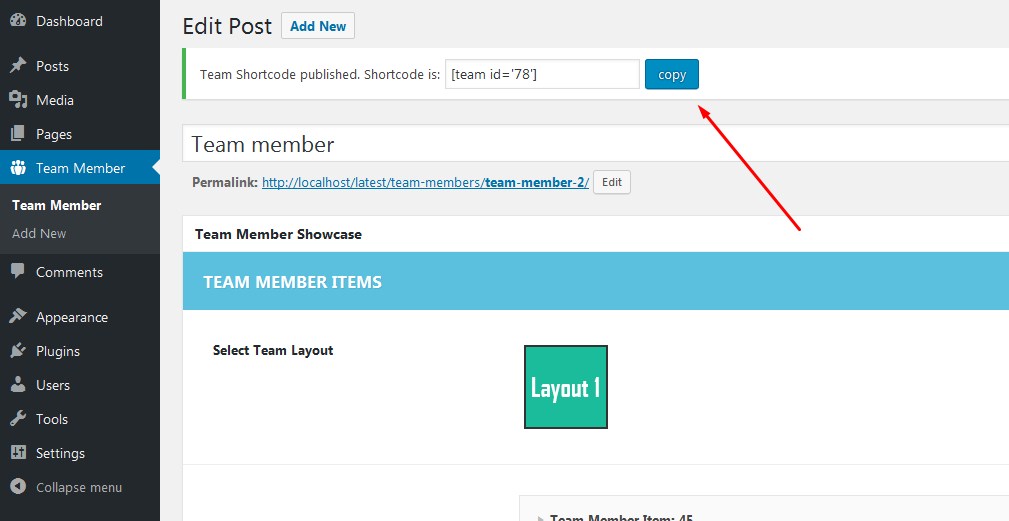 Dashboard
Posts
Media
Pages
Team Member
Team Member
Add New
Comments
Appearance
Plugins
Users
Tools
Settings
Collapse menu
Edit Post Add New
Team Shortcode published. Shortcode is: [team id='78'] copy
Team member
Permalink: http://localhost/latest/team-members/team-member-2/ Edit
Team Member Showcase
TEAM MEMBER ITEMS
Select Team Layout
Layout 1
Team Member Item: 45